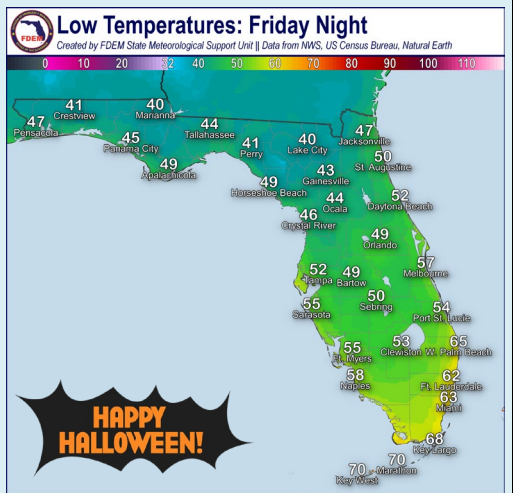 FDEM
Low Temperatures: Friday Night
Created by FDEM State Meteorological Support Unit || Data from NWS, US Census Bureau, Natural Earth
0 10 20 32 40 50 60 70 80 90 100 110
41
Crestview
40
Marianna
47
Pensacola
45
Panama City
44
Tallahassee
49
Apalachicola
41
Perry
40
Lake City
47
Jacksonville
50
St. Augustine
43
Gainesville
49
Horseshoe Beach
44
Ocala
52
Daytona Beach
46
Crystal River
49
Orlando
52
Tampa
49
Bartow
57
Melbourne
50
Sebring
55
Sarasota
54
Port St. Lucie
53
Clewiston
65
W. Palm Beach
55
Ft. Myers
58
Naples
62
Ft. Lauderdale
63
Miami
68
Key Largo
70
Marathon
70
Key West
HAPPY
HALLOWEEN!